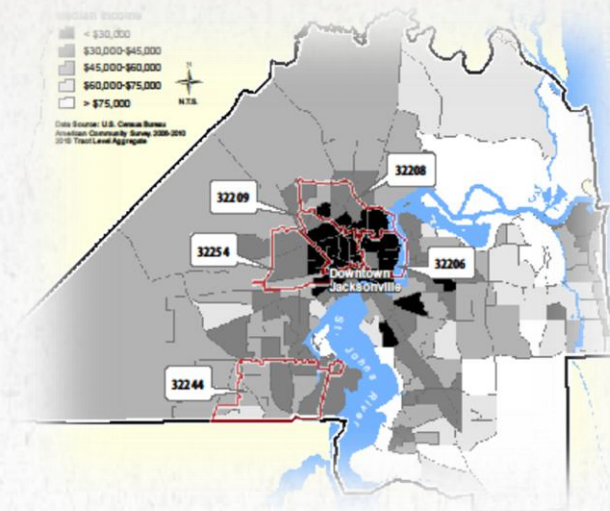 MEDIAN INCOME
< $30,000
$30,000-$45,000
$45,000-$60,000
$60,000-$75,000
> $75,000
N
N.T.S.
Data Source: U.S. Census Bureau
American Community Survey, 2006-2010
2010 Tract Level Aggregate
32208
32209
32254
32206
Downtown
Jacksonville
St. Johns River
32244